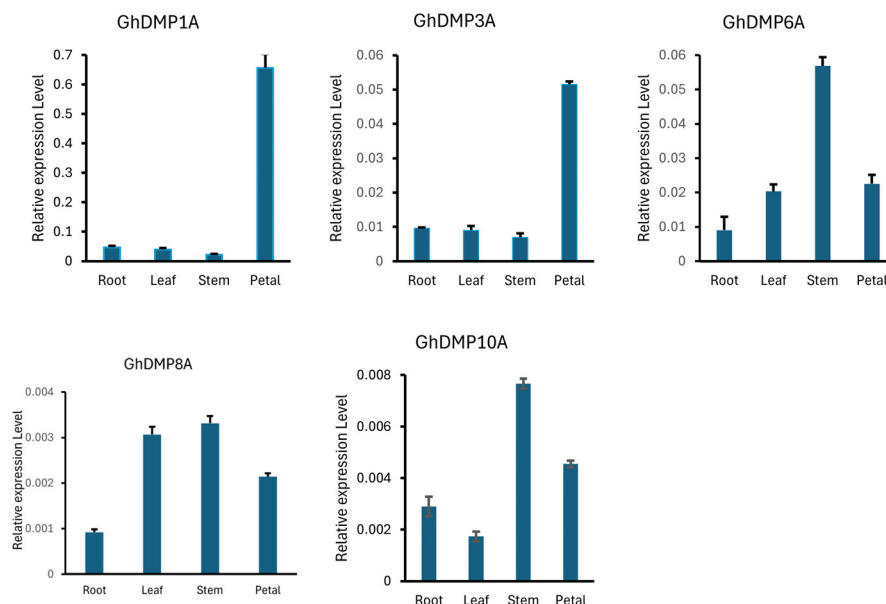 GhDMP1A
Relative expression Level
0.7
0.6
0.5
0.4
0.3
0.2
0.1
0
Root Leaf Stem Petal
GhDMP3A
Relative expression Level
0.06
0.05
0.04
0.03
0.02
0.01
0
Root Leaf Stem Petal
GhDMP6A
Relative expression Level
0.06
0.05
0.04
0.03
0.02
0.01
0
Root Leaf Stem Petal
GhDMP8A
Relative expression Level
0.004
0.003
0.002
0.001
0
Root Leaf Stem Petal
GhDMP10A
Relative expression Level
0.008
0.006
0.004
0.002
0
Root Leaf Stem Petal